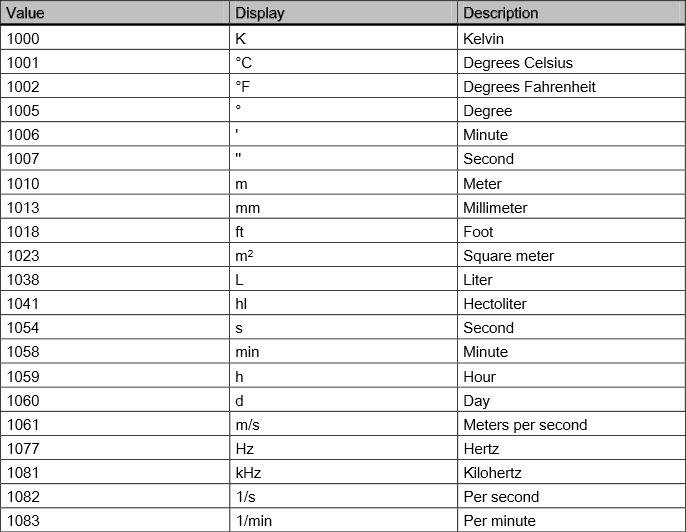 Value Display Description
1000 K Kelvin
1001 °C Degrees Celsius
1002 °F Degrees Fahrenheit
1005 ° Degree
1006 ' Minute
1007 " Second
1010 m Meter
1013 mm Millimeter
1018 ft Foot
1023 m² Square meter
1038 L Liter
1041 hl Hectoliter
1054 s Second
1058 min Minute
1059 h Hour
1060 d Day
1061 m/s Meters per second
1077 Hz Hertz
1081 kHz Kilohertz
1082 1/s Per second
1083 1/min Per minute